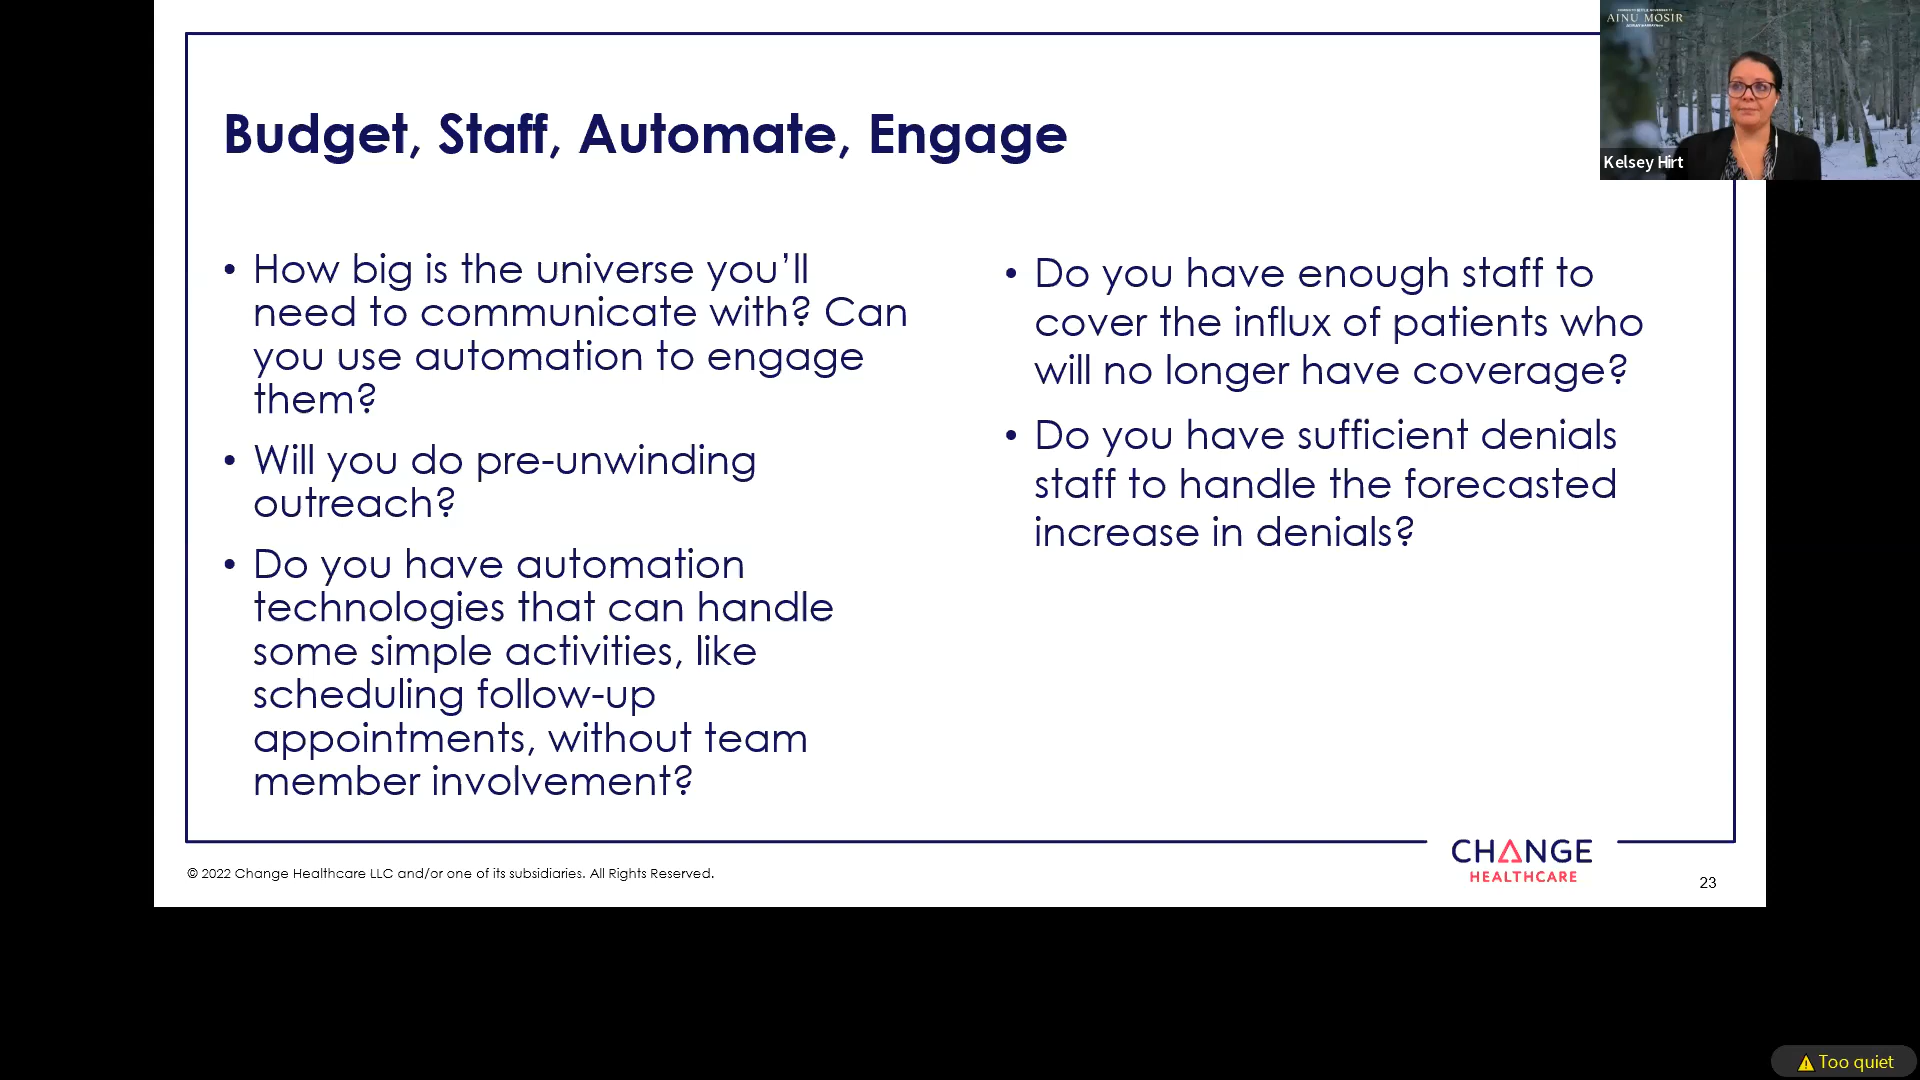 Budget, Staff, Automate, Engage
• How big is the universe you’ll
need to communicate with? Can
you use automation to engage
them?
• Will you do pre-unwinding
outreach?
• Do you have automation
technologies that can handle
some simple activities, like
scheduling follow-up
appointments, without team
member involvement?
• Do you have enough staff to
cover the influx of patients who
will no longer have coverage?
• Do you have sufficient denials
staff to handle the forecasted
increase in denials?
© 2022 Change Healthcare LLC and/or one of its subsidiaries. All Rights Reserved.
CHANGE
HEALTHCARE
23
AINU MOSIR
Kelsey Hirt
Too quiet